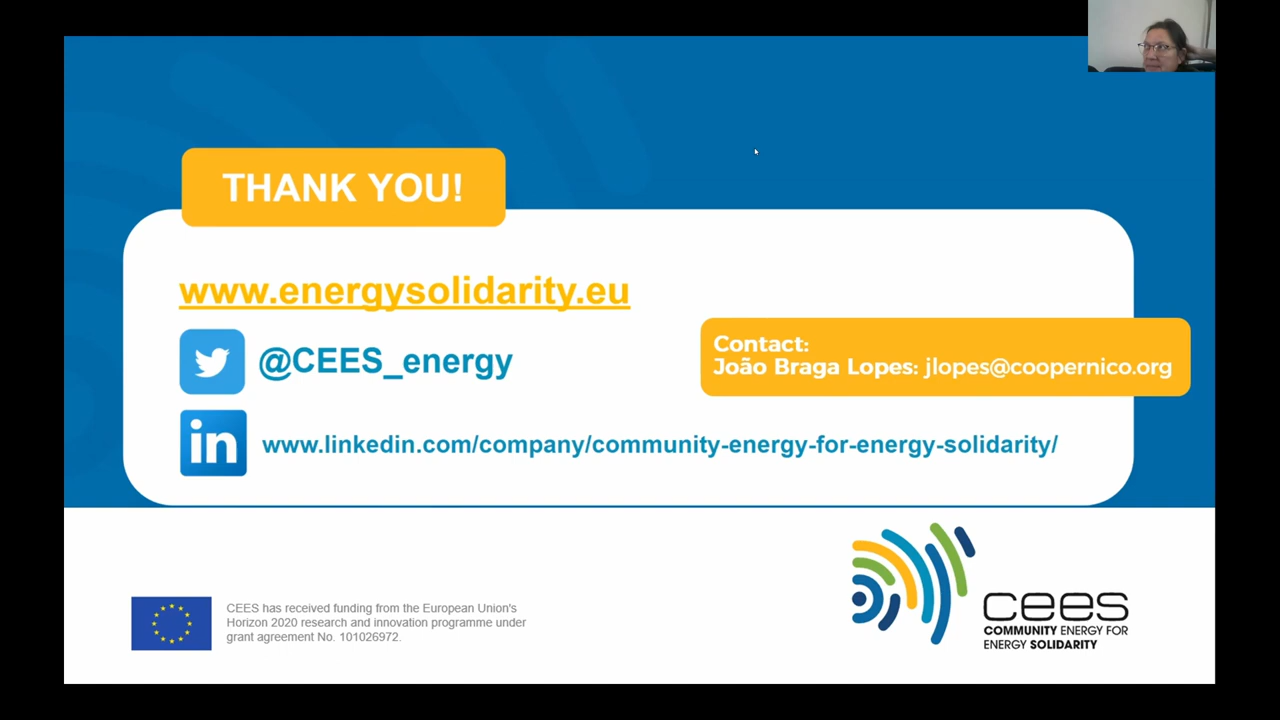 THANK YOU!
www.energysolidarity.eu
@CEES_energy
Contact:
João Braga Lopes: jlopes@coopernico.org
in www.linkedin.com/company/community-energy-for-energy-solidarity/
CEES has received funding from the European Union's
Horizon 2020 research and innovation programme under
grant agreement No. 101026972.
cees
COMMUNITY ENERGY FOR
ENERGY SOLIDARITY